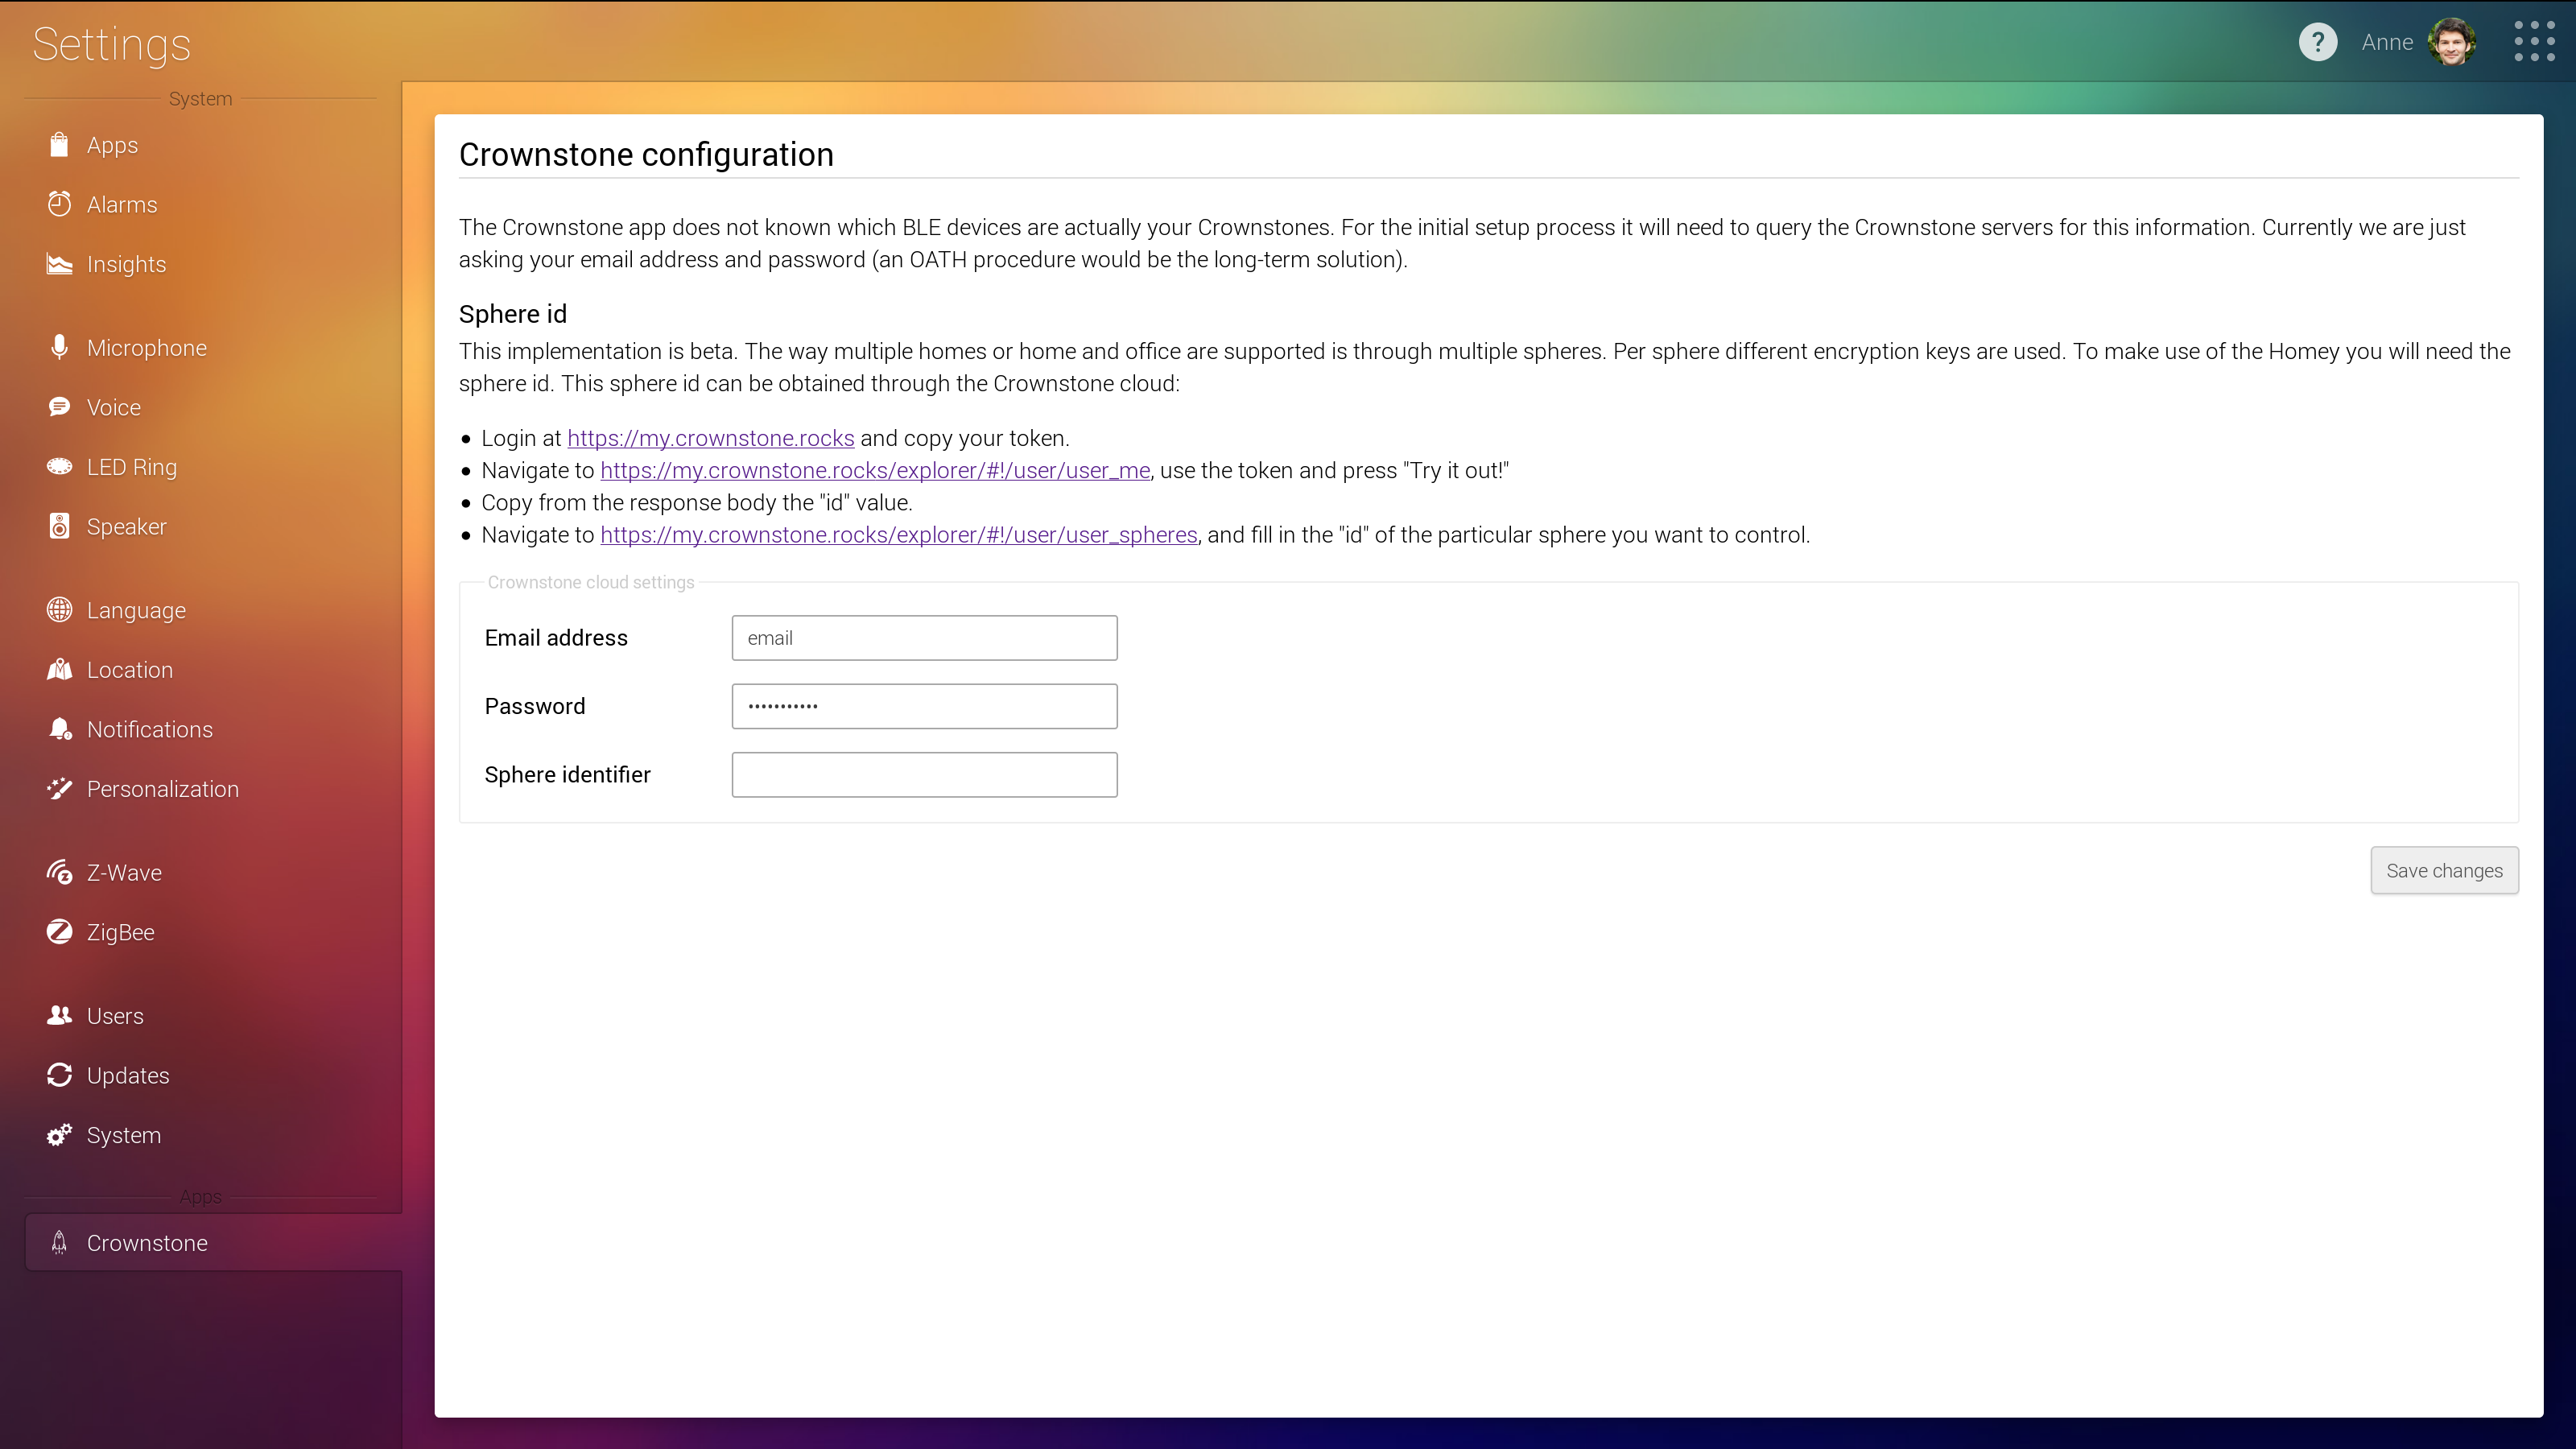 Settings
?
Anne
System
Apps
Alarms
Insights
Microphone
Voice
LED Ring
Speaker
Language
Location
Notifications
Personalization
Z-Wave
ZigBee
Users
Updates
System
Apps
Crownstone
Crownstone configuration
The Crownstone app does not known which BLE devices are actually your Crownstones. For the initial setup process it will need to query the Crownstone servers for this information. Currently we are just
asking your email address and password (an OATH procedure would be the long-term solution).
Sphere id
This implementation is beta. The way multiple homes or home and office are supported is through multiple spheres. Per sphere different encryption keys are used. To make use of the Homey you will need the
sphere id. This sphere id can be obtained through the Crownstone cloud:
• Login at https://my.crownstone.rocks and copy your token.
• Navigate to https://my.crownstone.rocks/explorer/#!/user/user_me, use the token and press "Try it out!"
• Copy from the response body the "id" value.
• Navigate to https://my.crownstone.rocks/explorer/#!/user/user_spheres, and fill in the "id" of the particular sphere you want to control.
Crownstone cloud settings
Email address email
Password •••••••••••
Sphere identifier
Save changes